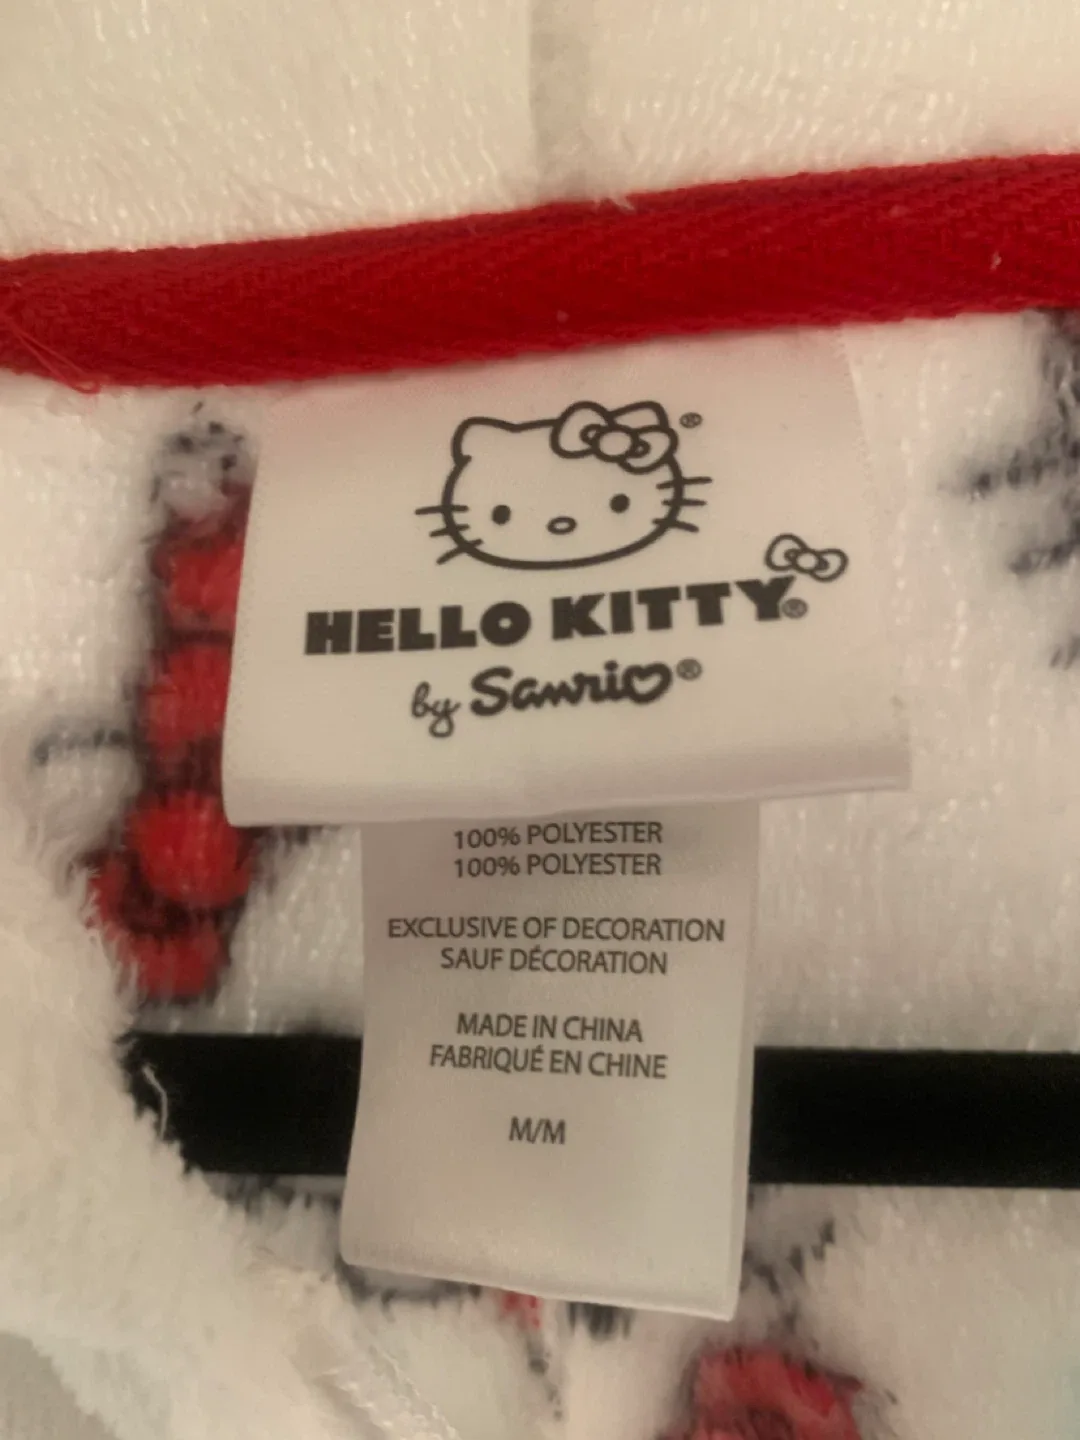 ®
HELLO KITTY®
by Sanrio®
100% POLYESTER
100% POLYESTER
EXCLUSIVE OF DECORATION
SAUF DÉCORATION
MADE IN CHINA
FABRIQUÉ EN CHINE
M/M